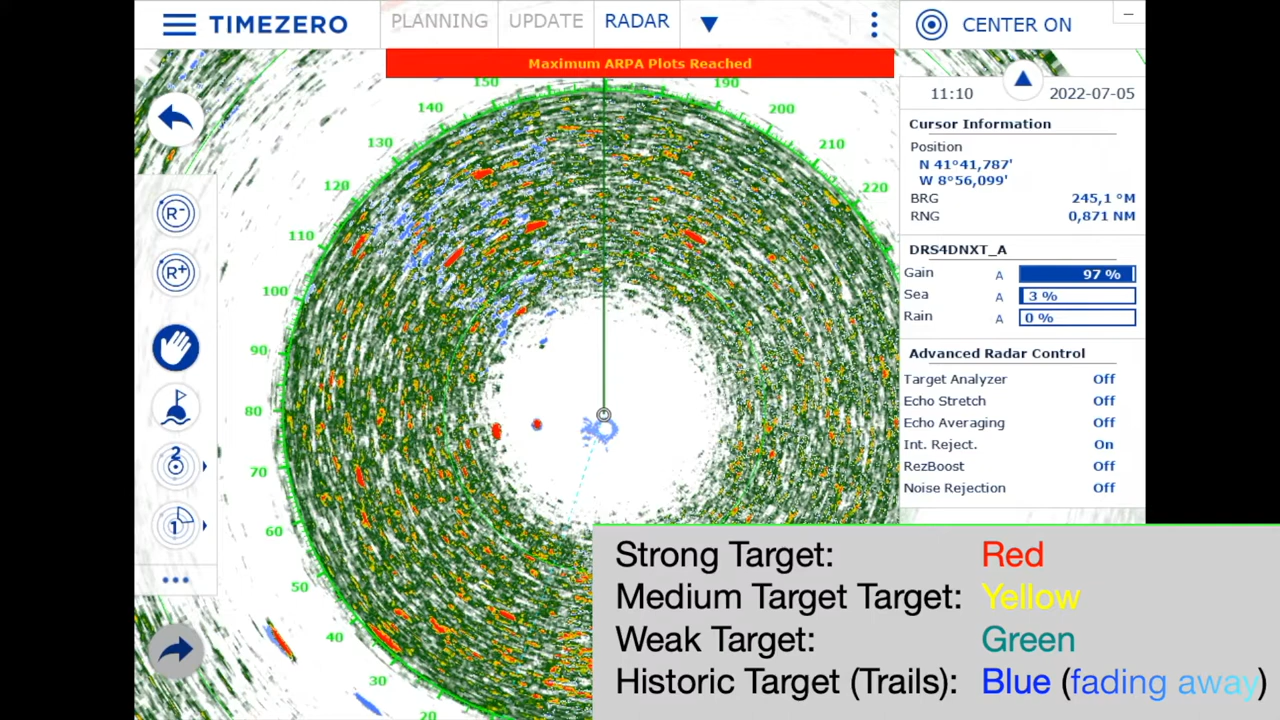 TIMEZERO
PLANNING
UPDATE
RADAR
CENTER ON
Maximum ARPA Plots Reached
11:10
2022-07-05
Cursor Information
Position
N 41°41,787'
W 8°56,099'
BRG 245,1 °M
RNG 0,871 NM
DRS4DNXT_A
Gain A 97 %
Sea A 3 %
Rain A 0 %
Advanced Radar Control
Target Analyzer Off
Echo Stretch Off
Echo Averaging Off
Int. Reject. On
RezBoost Off
Noise Rejection Off
R-
R+
2
1
150
190
140
200
130
210
120
220
110
100
90
80
70
60
50
40
30
20
Strong Target: Red
Medium Target Target: Yellow
Weak Target: Green
Historic Target (Trails): Blue (fading away)